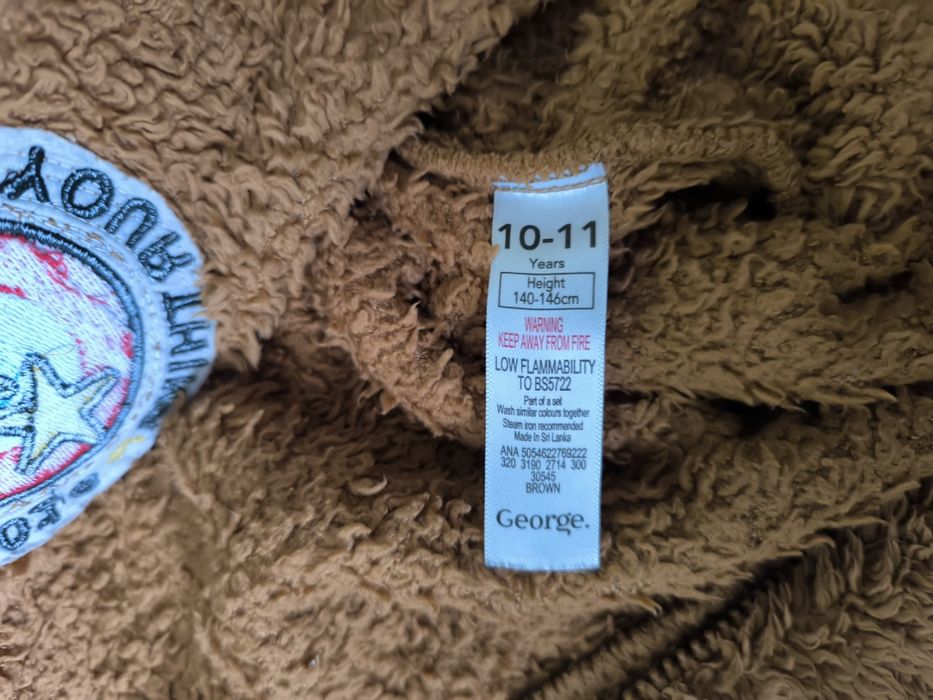 YOUR THIN
10-11
Years
Height
140-146cm
WARNING
KEEP AWAY FROM FIRE
LOW FLAMMABILITY
TO BS5722
Part of a set
Wash similar colours together
Steam iron recommended
Made In Sri Lanka
ANA 5054622769222
320 3190 2714 300
30545
BROWN
George.